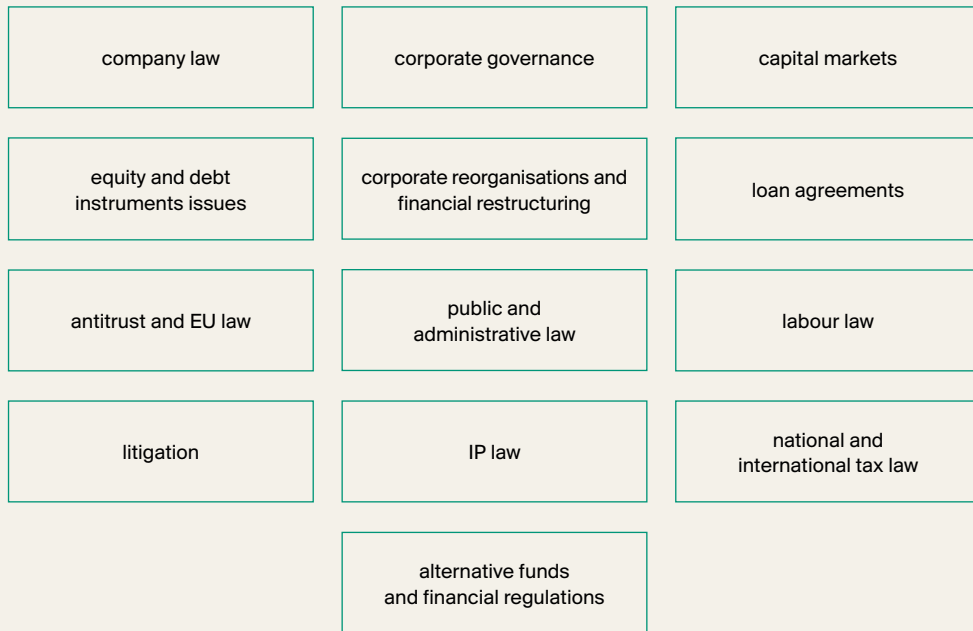 company law
corporate governance
capital markets
equity and debt
instruments issues
corporate reorganisations and
financial restructuring
loan agreements
antitrust and EU law
public and
administrative law
labour law
litigation
IP law
national and
international tax law
alternative funds
and financial regulations